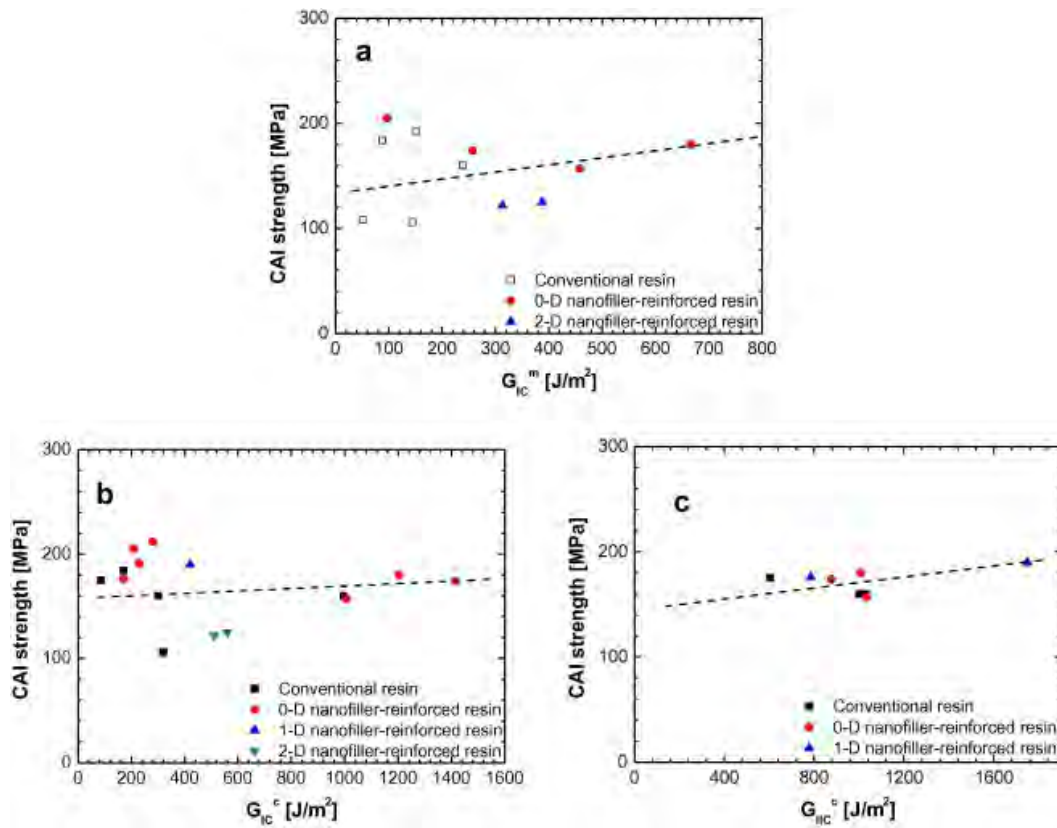 a
300
200
100
0
CAI strength [MPa]
Conventional resin
0-D nanofiller-reinforced resin
2-D nanofiller-reinforced resin
0 100 200 300 400 500 600 700 800
G_IC^m [J/m²]
b
300
200
100
0
CAI strength [MPa]
Conventional resin
0-D nanofiller-reinforced resin
1-D nanofiller-reinforced resin
2-D nanofiller-reinforced resin
0 200 400 600 800 1000 1200 1400 1600
G_IC^c [J/m²]
c
300
200
100
0
CAI strength [MPa]
Conventional resin
0-D nanofiller-reinforced resin
1-D nanofiller-reinforced resin
0 400 800 1200 1600
G_IIC^c [J/m²]